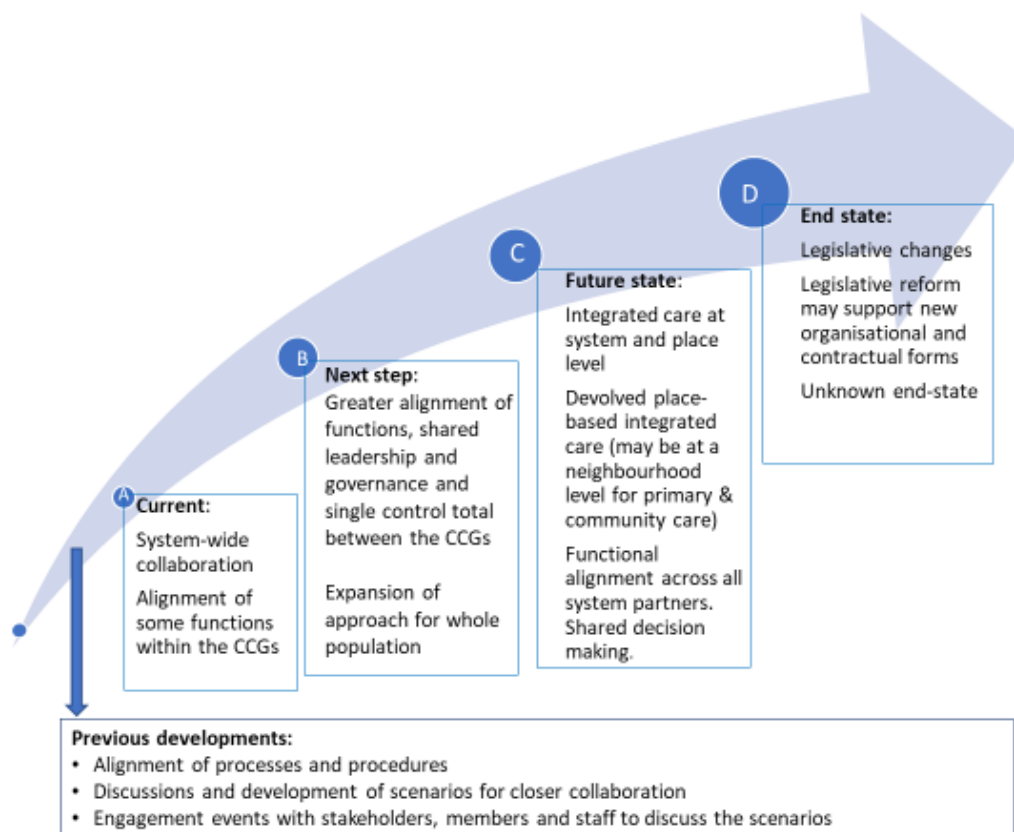 D
End state:
Legislative changes
Legislative reform
may support new
organisational and
contractual forms
Unknown end-state
C
Future state:
Integrated care at
system and place
level
Devolved place-
based integrated
care (may be at a
neighbourhood
level for primary &
community care)
Functional
alignment across all
system partners.
Shared decision
making.
B
Next step:
Greater alignment of
functions, shared
leadership and
governance and
single control total
between the CCGs
Expansion of
approach for whole
population
A
Current:
System-wide
collaboration
Alignment of
some functions
within the CCGs
Previous developments:
• Alignment of processes and procedures
• Discussions and development of scenarios for closer collaboration
• Engagement events with stakeholders, members and staff to discuss the scenarios